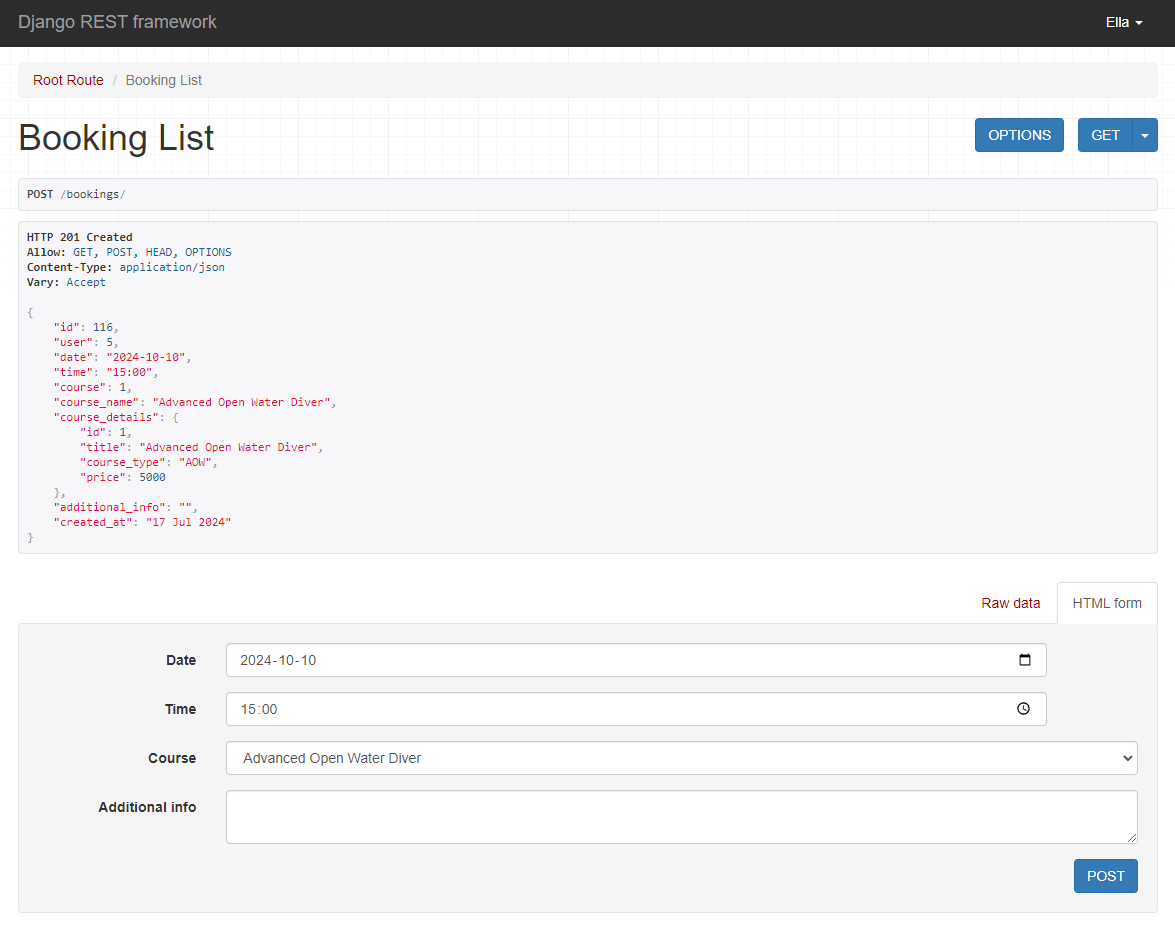 Django REST framework
Ella
Root Route / Booking List
Booking List
OPTIONS
GET
POST /bookings/
HTTP 201 Created
Allow: GET, POST, HEAD, OPTIONS
Content-Type: application/json
Vary: Accept
{
    "id": 116,
    "user": 5,
    "date": "2024-10-10",
    "time": "15:00",
    "course": 1,
    "course_name": "Advanced Open Water Diver",
    "course_details": {
        "id": 1,
        "title": "Advanced Open Water Diver",
        "course_type": "AOW",
        "price": 5000
    },
    "additional_info": "",
    "created_at": "17 Jul 2024"
}
Raw data
HTML form
Date
2024-10-10
Time
15:00
Course
Advanced Open Water Diver
Additional info
POST